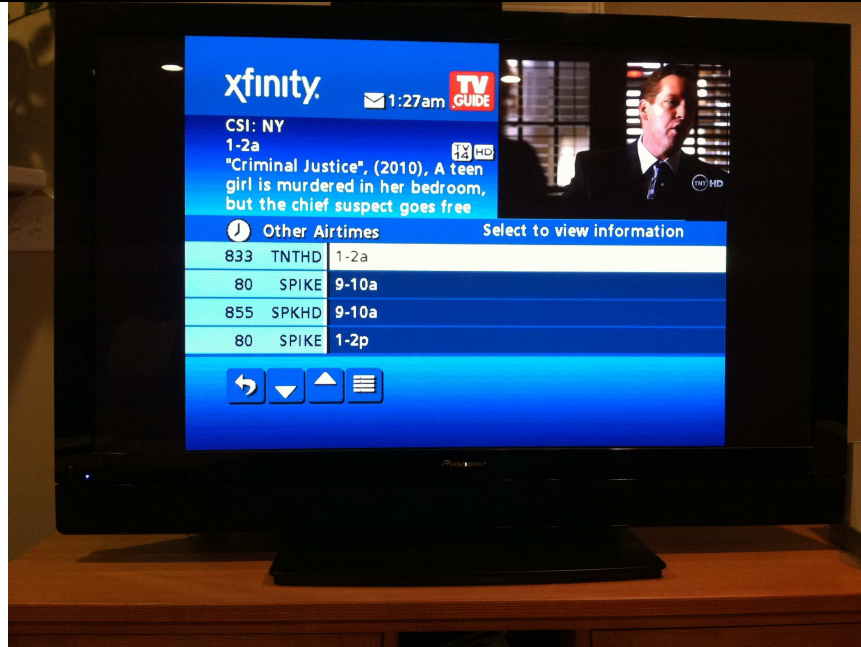 xfinity.
1:27am
TV
GUIDE
CSI: NY
1-2a
TV
14
HD
"Criminal Justice", (2010), A teen
girl is murdered in her bedroom,
but the chief suspect goes free
TNT HD
Other Airtimes
Select to view information
833 TNTHD 1-2a
80 SPIKE 9-10a
855 SPKHD 9-10a
80 SPIKE 1-2p
Pioneer